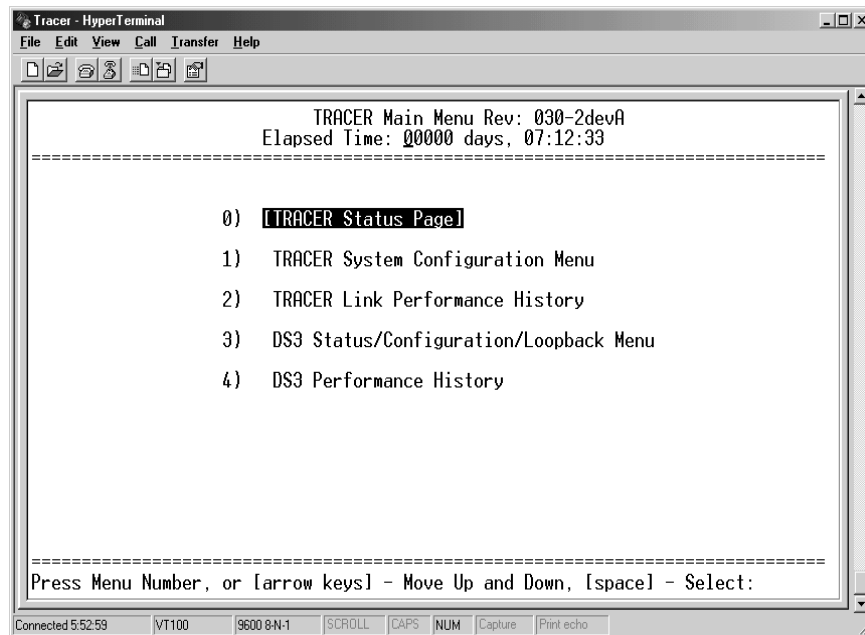 Tracer - HyperTerminal
File Edit View Call Transfer Help
TRACER Main Menu Rev: 030-2devA
Elapsed Time: 00000 days, 07:12:33
================================================================================
0) [TRACER Status Page]
1) TRACER System Configuration Menu
2) TRACER Link Performance History
3) DS3 Status/Configuration/Loopback Menu
4) DS3 Performance History
================================================================================
Press Menu Number, or [arrow keys] - Move Up and Down, [space] - Select:
Connected 5:52:59 VT100 9600 8-N-1 SCROLL CAPS NUM Capture Print echo